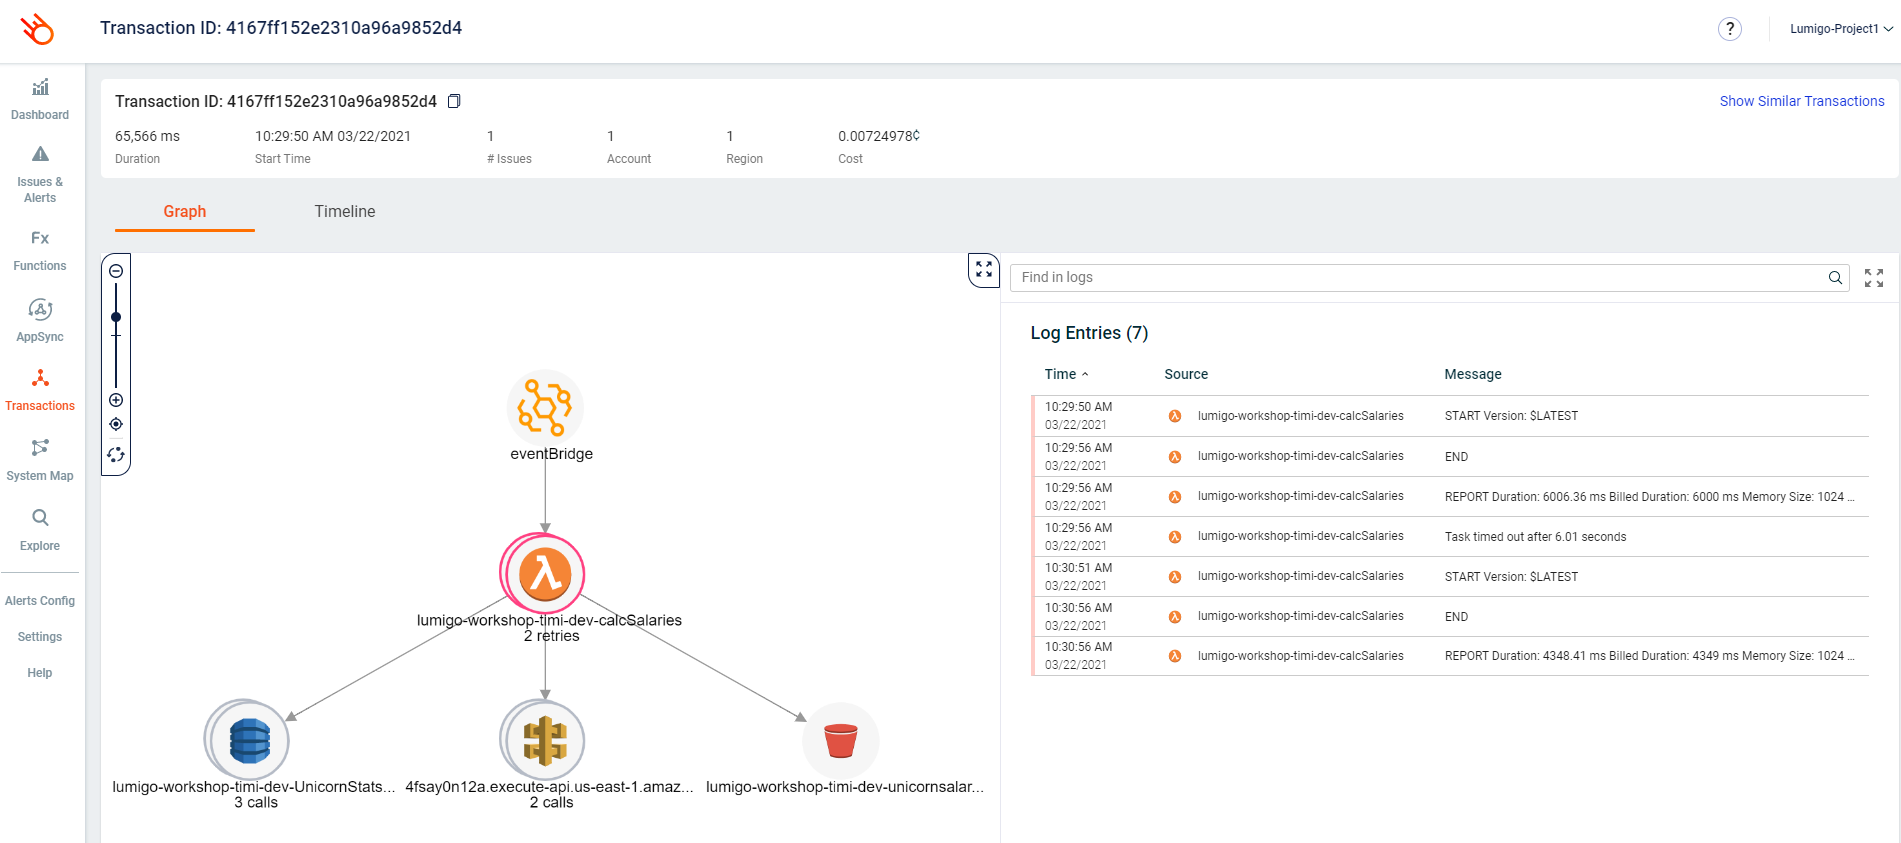 Transaction ID: 4167ff152e2310a96a9852d4
?
Lumigo-Project1
Dashboard
Issues &
Alerts
Fx
Functions
AppSync
Transactions
System Map
Explore
Alerts Config
Settings
Help
Transaction ID: 4167ff152e2310a96a9852d4
Show Similar Transactions
65,566 ms
Duration
10:29:50 AM 03/22/2021
Start Time
1
# Issues
1
Account
1
Region
0.00724978¢
Cost
Graph
Timeline
eventBridge
lumigo-workshop-timi-dev-calcSalaries
2 retries
lumigo-workshop-timi-dev-UnicornStats...
3 calls
4fsay0n12a.execute-api.us-east-1.amaz...
2 calls
lumigo-workshop-timi-dev-unicornsalar...
Find in logs
Log Entries (7)
Time Source Message
10:29:50 AM
03/22/2021
lumigo-workshop-timi-dev-calcSalaries
START Version: $LATEST
10:29:56 AM
03/22/2021
lumigo-workshop-timi-dev-calcSalaries
END
10:29:56 AM
03/22/2021
lumigo-workshop-timi-dev-calcSalaries
REPORT Duration: 6006.36 ms Billed Duration: 6000 ms Memory Size: 1024 ...
10:29:56 AM
03/22/2021
lumigo-workshop-timi-dev-calcSalaries
Task timed out after 6.01 seconds
10:30:51 AM
03/22/2021
lumigo-workshop-timi-dev-calcSalaries
START Version: $LATEST
10:30:56 AM
03/22/2021
lumigo-workshop-timi-dev-calcSalaries
END
10:30:56 AM
03/22/2021
lumigo-workshop-timi-dev-calcSalaries
REPORT Duration: 4348.41 ms Billed Duration: 4349 ms Memory Size: 1024 ...